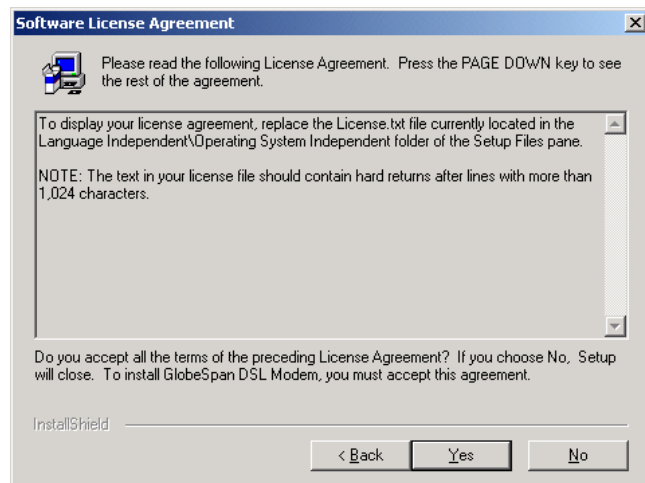 Software License Agreement
Please read the following License Agreement. Press the PAGE DOWN key to see
the rest of the agreement.
To display your license agreement, replace the License.txt file currently located in the
Language Independent\Operating System Independent folder of the Setup Files pane.
NOTE: The text in your license file should contain hard returns after lines with more than
1,024 characters.
Do you accept all the terms of the preceding License Agreement? If you choose No, Setup
will close. To install GlobeSpan DSL Modem, you must accept this agreement.
InstallShield
< Back
Yes
No